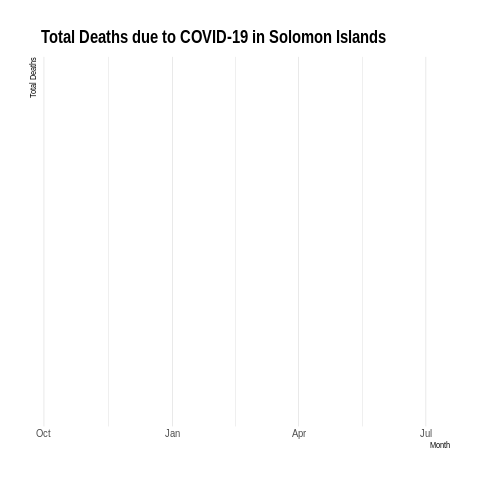 Total Deaths due to COVID-19 in Solomon Islands
Total Deaths
Oct Jan Apr Jul
Month